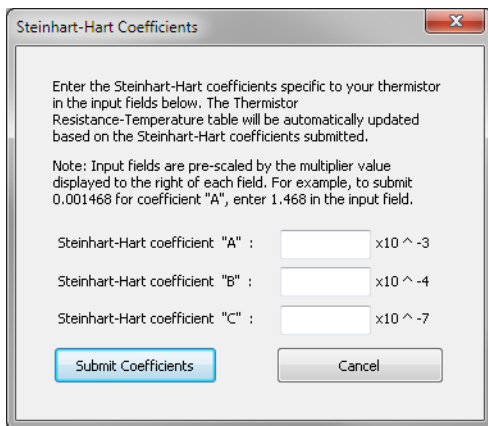 Steinhart-Hart Coefficients
Enter the Steinhart-Hart coefficients specific to your thermistor
in the input fields below. The Thermistor
Resistance-Temperature table will be automatically updated
based on the Steinhart-Hart coefficients submitted.
Note: Input fields are pre-scaled by the multiplier value
displayed to the right of each field. For example, to submit
0.001468 for coefficient "A", enter 1.468 in the input field.
Steinhart-Hart coefficient "A" : x10 ^ -3
Steinhart-Hart coefficient "B" : x10 ^ -4
Steinhart-Hart coefficient "C" : x10 ^ -7
Submit Coefficients Cancel